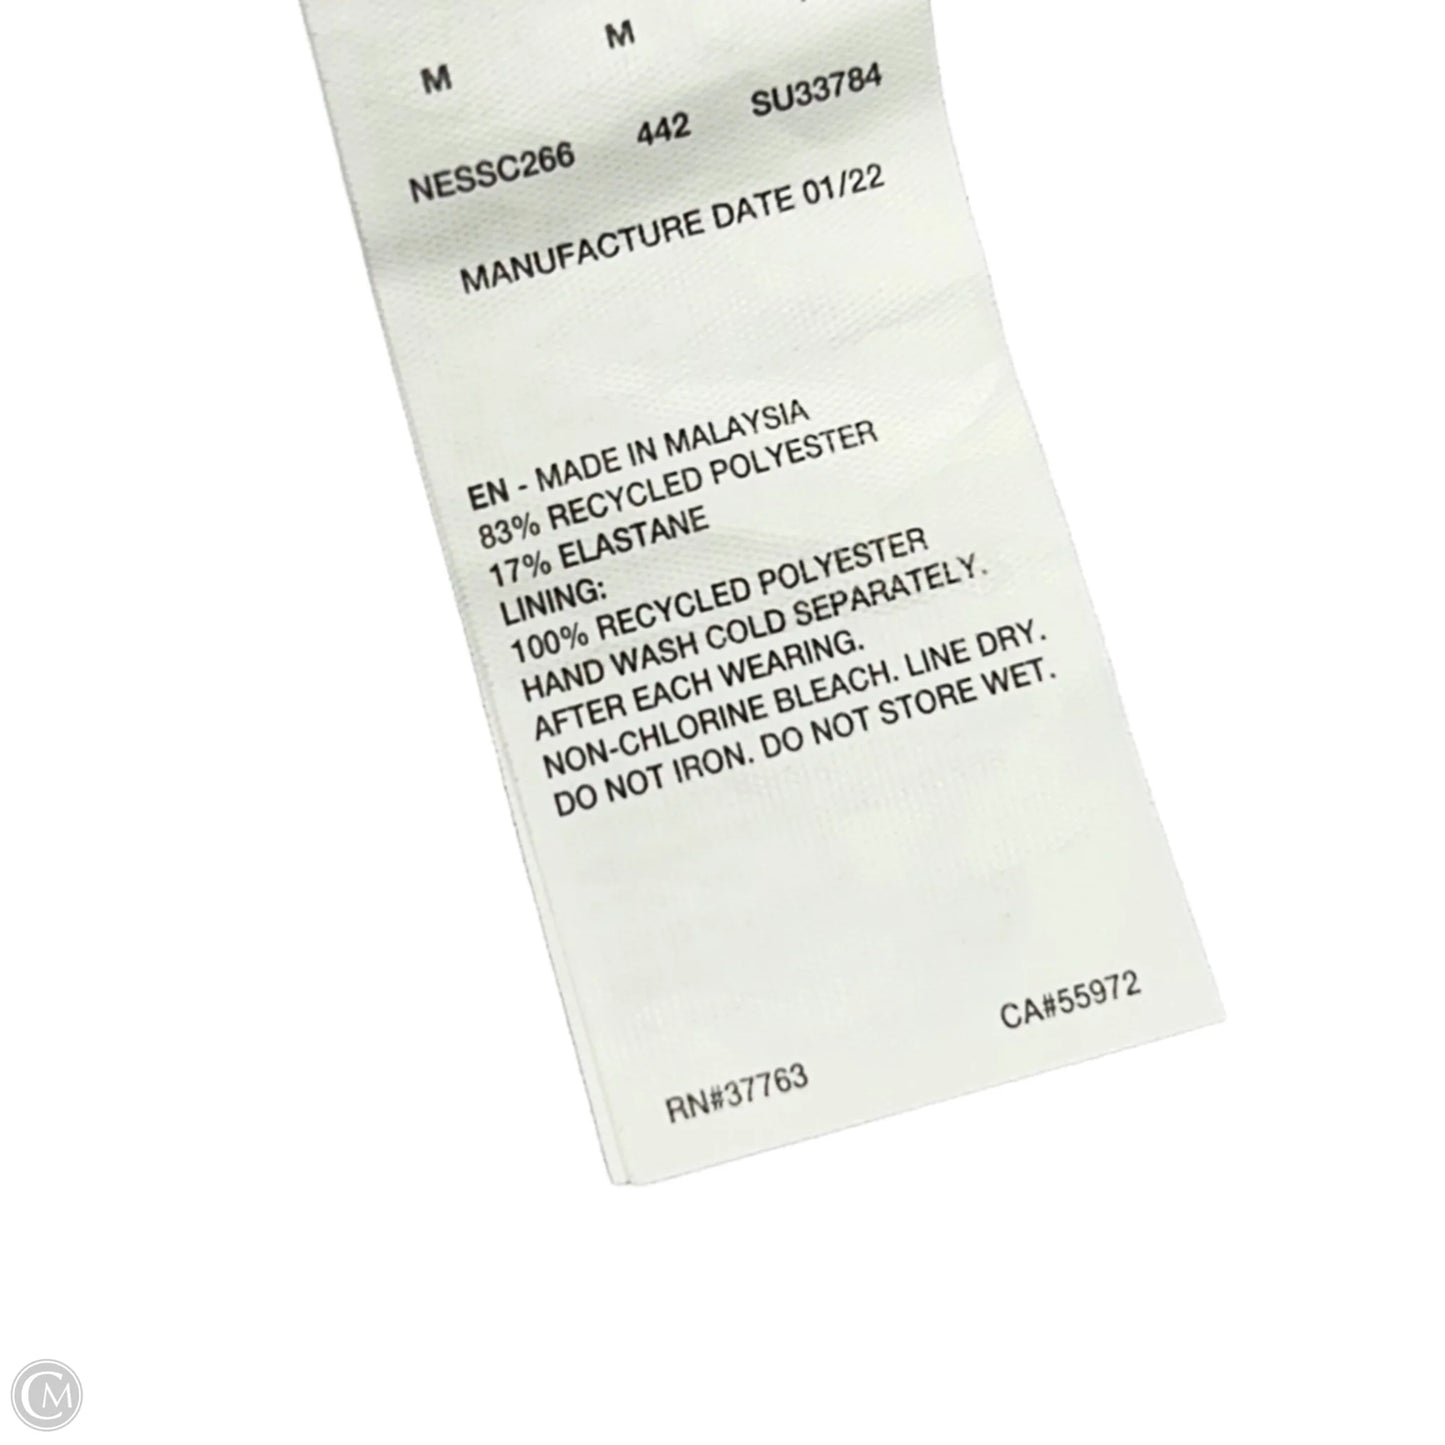 M M
NESSC266 442 SU33784
MANUFACTURE DATE 01/22
EN - MADE IN MALAYSIA
83% RECYCLED POLYESTER
17% ELASTANE
LINING:
100% RECYCLED POLYESTER
HAND WASH COLD SEPARATELY.
AFTER EACH WEARING.
NON-CHLORINE BLEACH. LINE DRY.
DO NOT IRON. DO NOT STORE WET.
CA#55972
RN#37763
CM